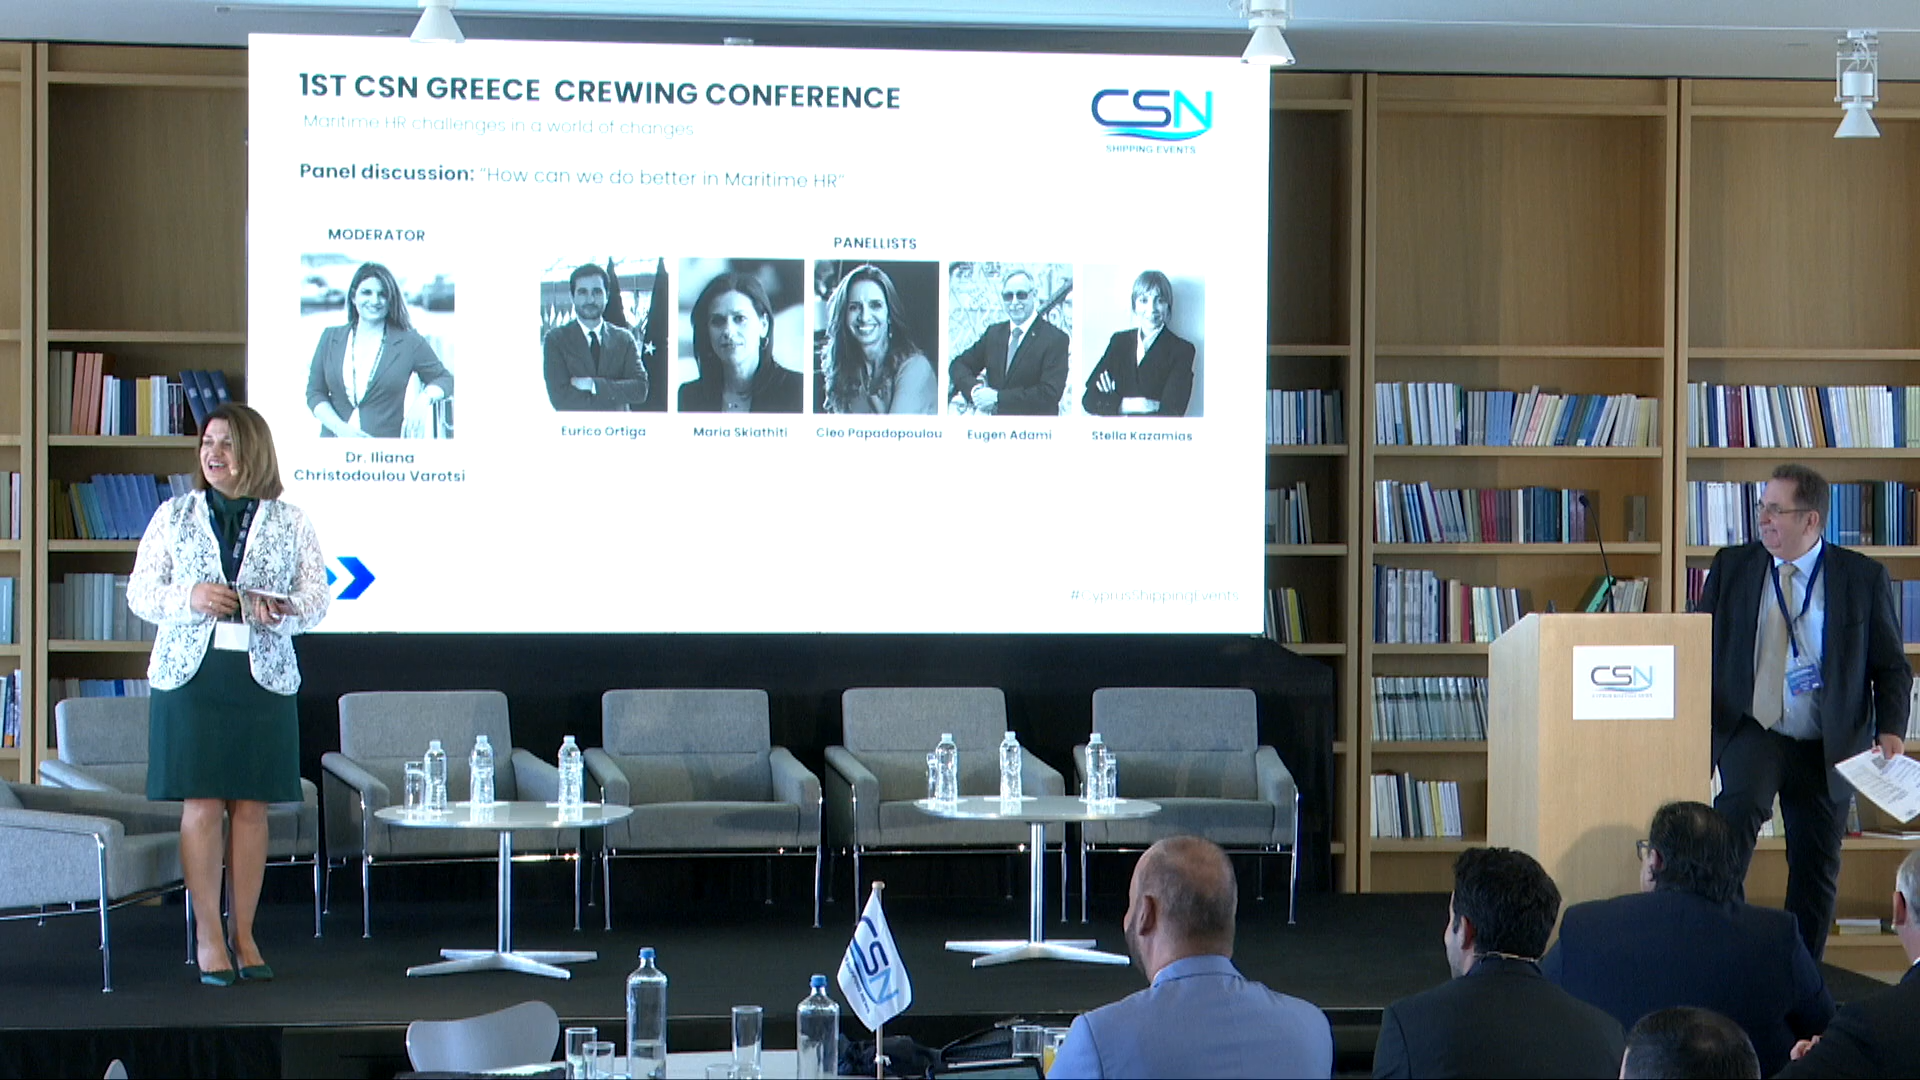 1ST CSN GREECE CREWING CONFERENCE
Maritime HR challenges in a world of changes
CSN
SHIPPING EVENTS
Panel discussion: "How can we do better in Maritime HR"
MODERATOR
PANELLISTS
Eurico Ortiga
Maria Skiathiti
Cleo Papadopoulou
Eugen Adami
Stella Kazamias
Dr. Iliana
Christodoulou Varotsi
#CyprusShippingEvents
CSN
CSN